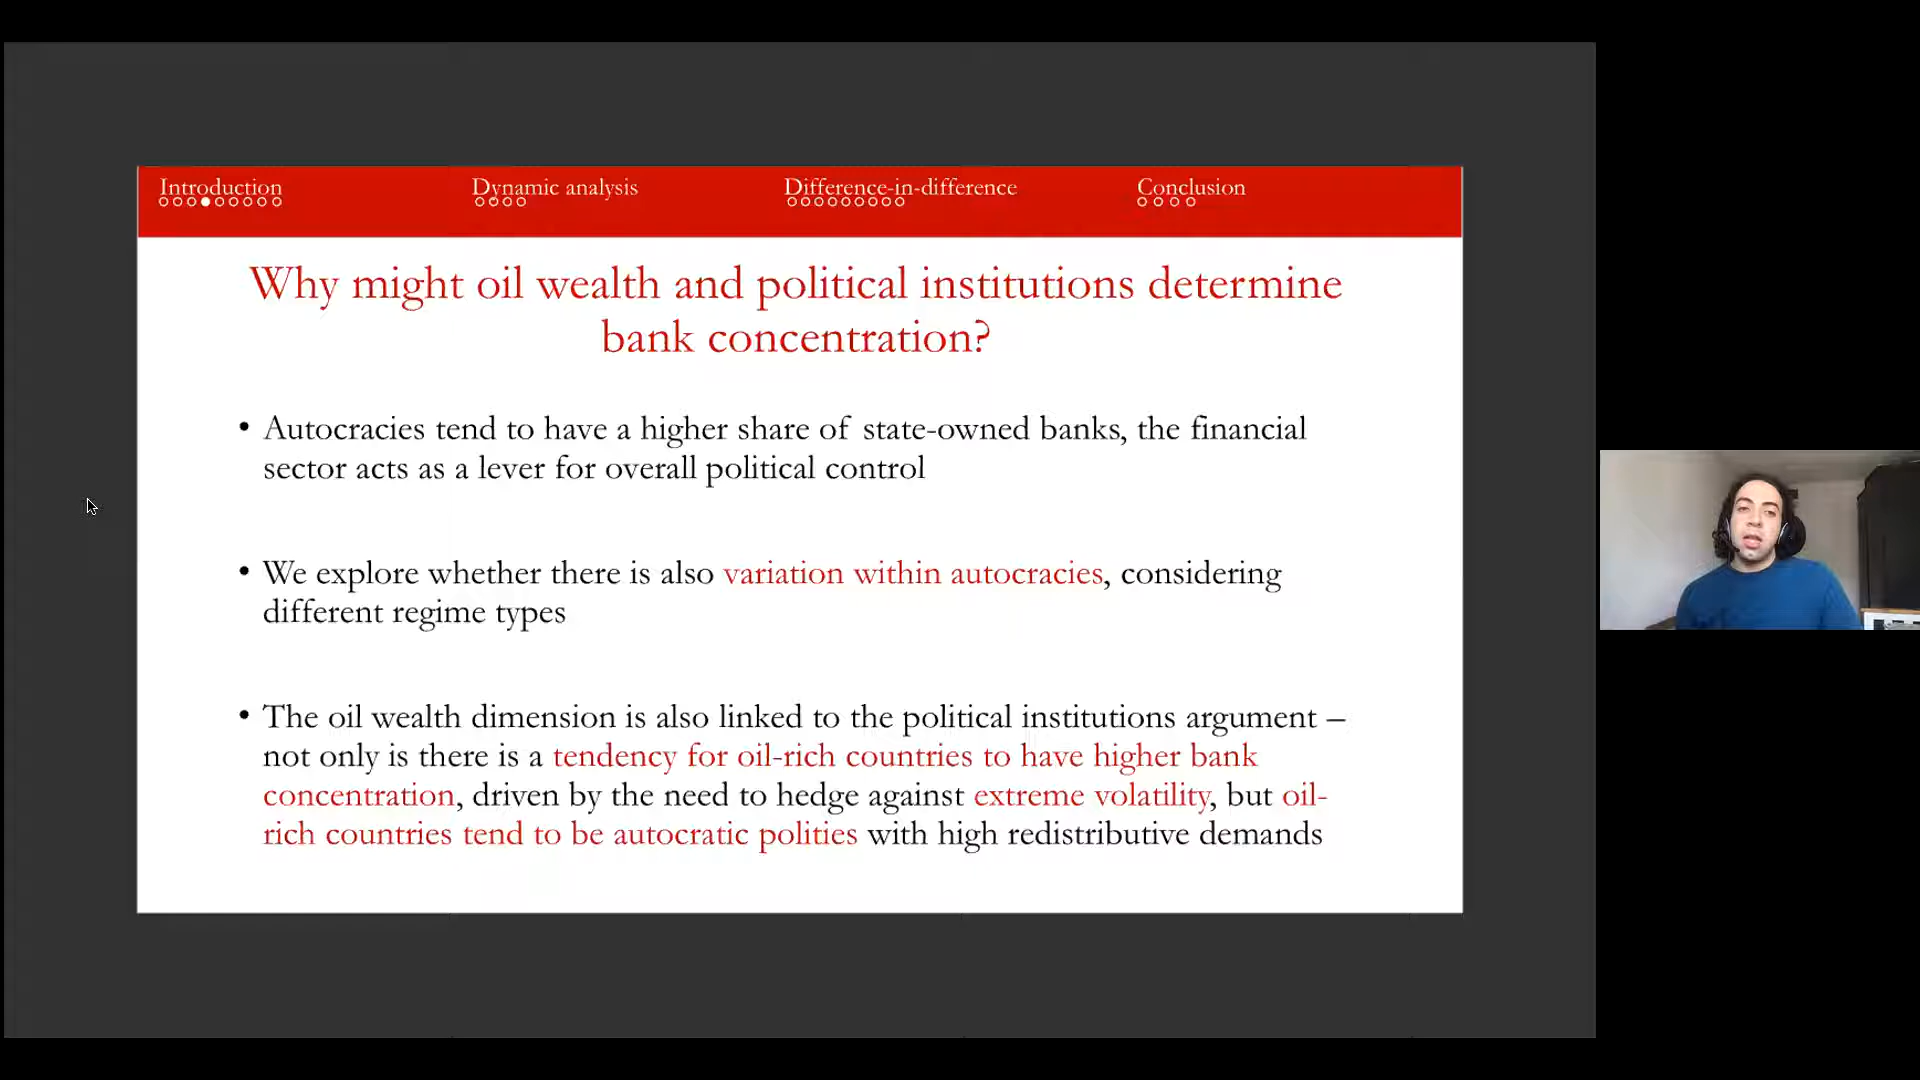 Introduction
Dynamic analysis
Difference-in-difference
Conclusion
Why might oil wealth and political institutions determine
bank concentration?
• Autocracies tend to have a higher share of state-owned banks, the financial
sector acts as a lever for overall political control
• We explore whether there is also variation within autocracies, considering
different regime types
• The oil wealth dimension is also linked to the political institutions argument –
not only is there is a tendency for oil-rich countries to have higher bank
concentration, driven by the need to hedge against extreme volatility, but oil-
rich countries tend to be autocratic polities with high redistributive demands